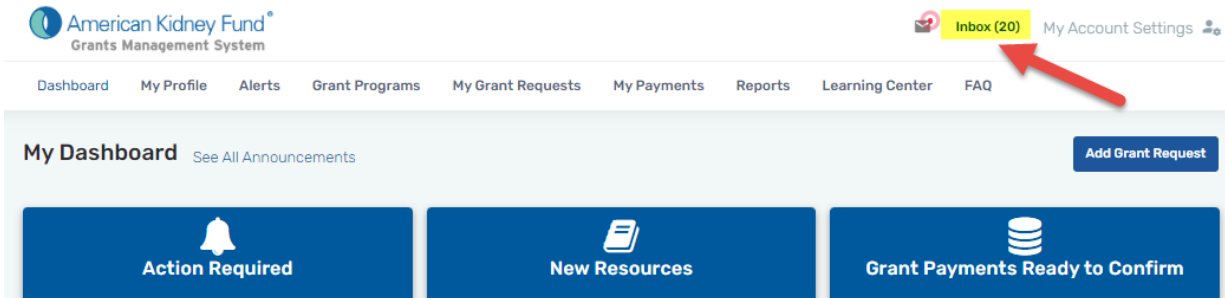 American Kidney Fund®
Grants Management System
Inbox (20) My Account Settings
Dashboard My Profile Alerts Grant Programs My Grant Requests My Payments Reports Learning Center FAQ
My Dashboard See All Announcements Add Grant Request
Action Required New Resources Grant Payments Ready to Confirm